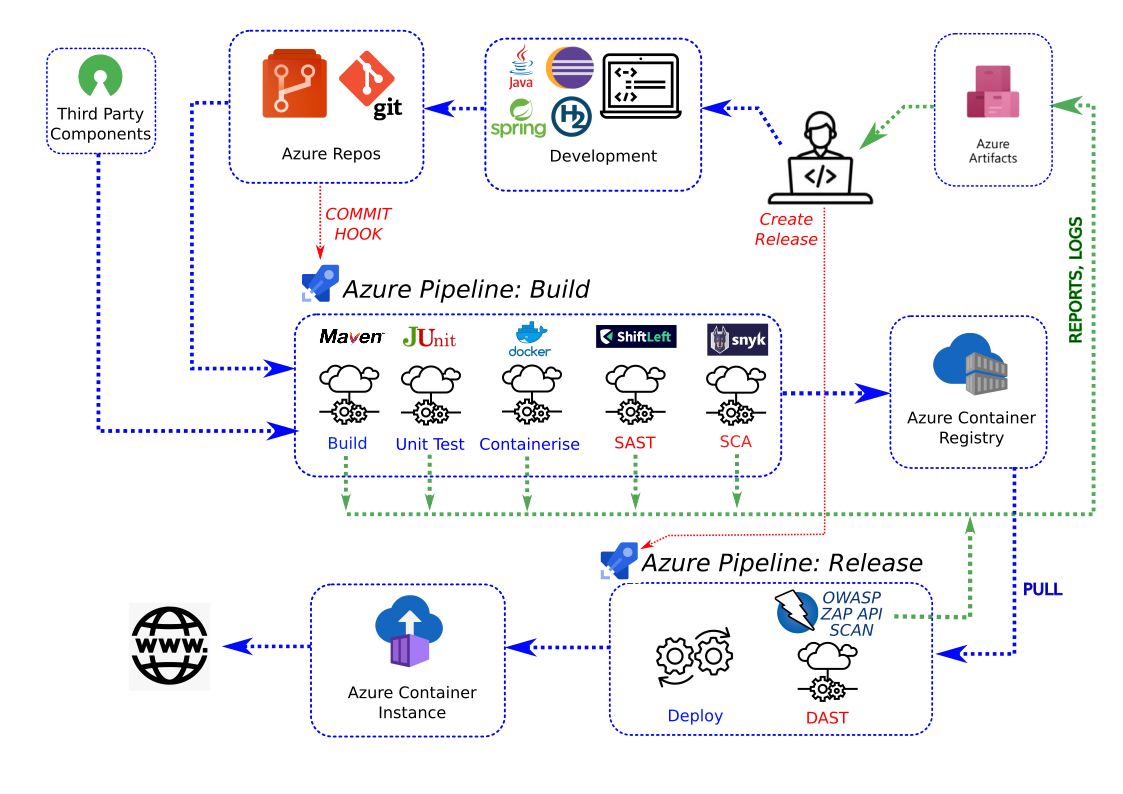 Third Party
Components
git
Azure Repos
Java
spring
H2
<->
</>
Development
</>
Azure
Artifacts
COMMIT
HOOK
Create
Release
REPORTS, LOGS
Azure Pipeline: Build
Maven
JUnit
docker
ShiftLeft
snyk
Build
Unit Test
Containerise
SAST
SCA
Azure Container
Registry
Azure Pipeline: Release
PULL
OWASP
ZAP API
SCAN
Deploy
DAST
Azure Container
Instance
www.